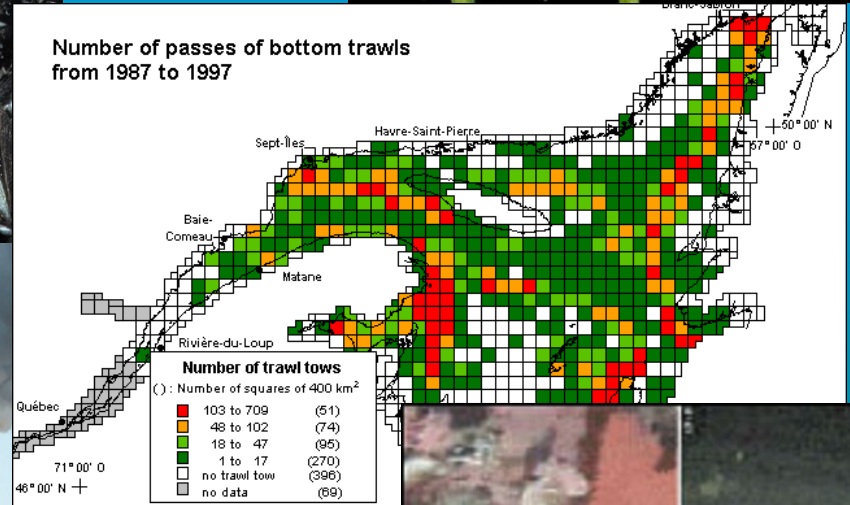 Blanc-Sablon
Number of passes of bottom trawls
from 1987 to 1997
50°00' N
57°00' O
Havre-Saint-Pierre
Sept-Îles
Baie-
Comeau
Matane
Rivière-du-Loup
Number of trawl tows
( ) : Number of squares of 400 km²
103 to 709 (51)
48 to 102 (74)
18 to 47 (95)
1 to 17 (270)
no trawl tow (396)
no data (69)
Québec
71°00' O
46°00' N